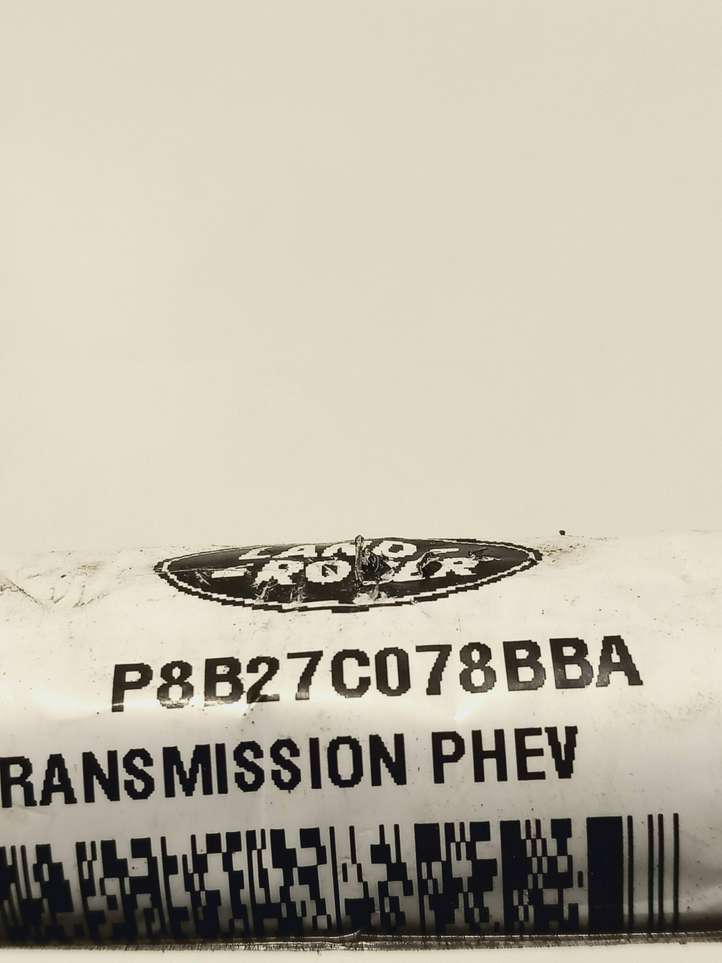 LAND-
-ROVER
P8B27C078BBA
RANSMISSION PHEV